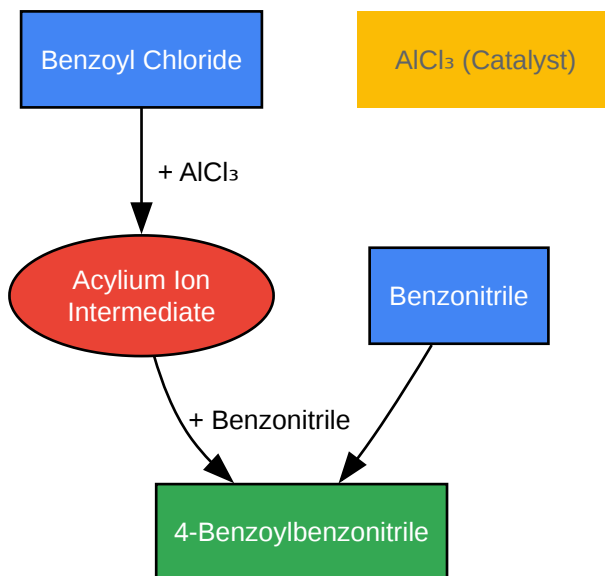 Benzoyl Chloride
AlCl₃ (Catalyst)
+ AlCl₃
Acylium Ion
Intermediate
Benzonitrile
+ Benzonitrile
4-Benzoylbenzonitrile